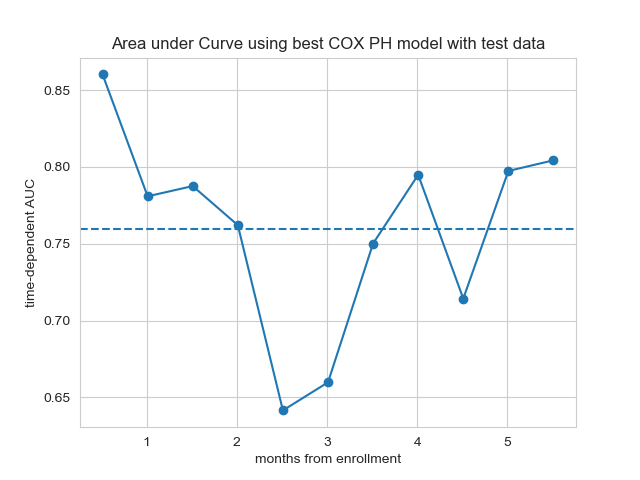 Area under Curve using best COX PH model with test data
time-dependent AUC
0.85
0.80
0.75
0.70
0.65
1 2 3 4 5
months from enrollment